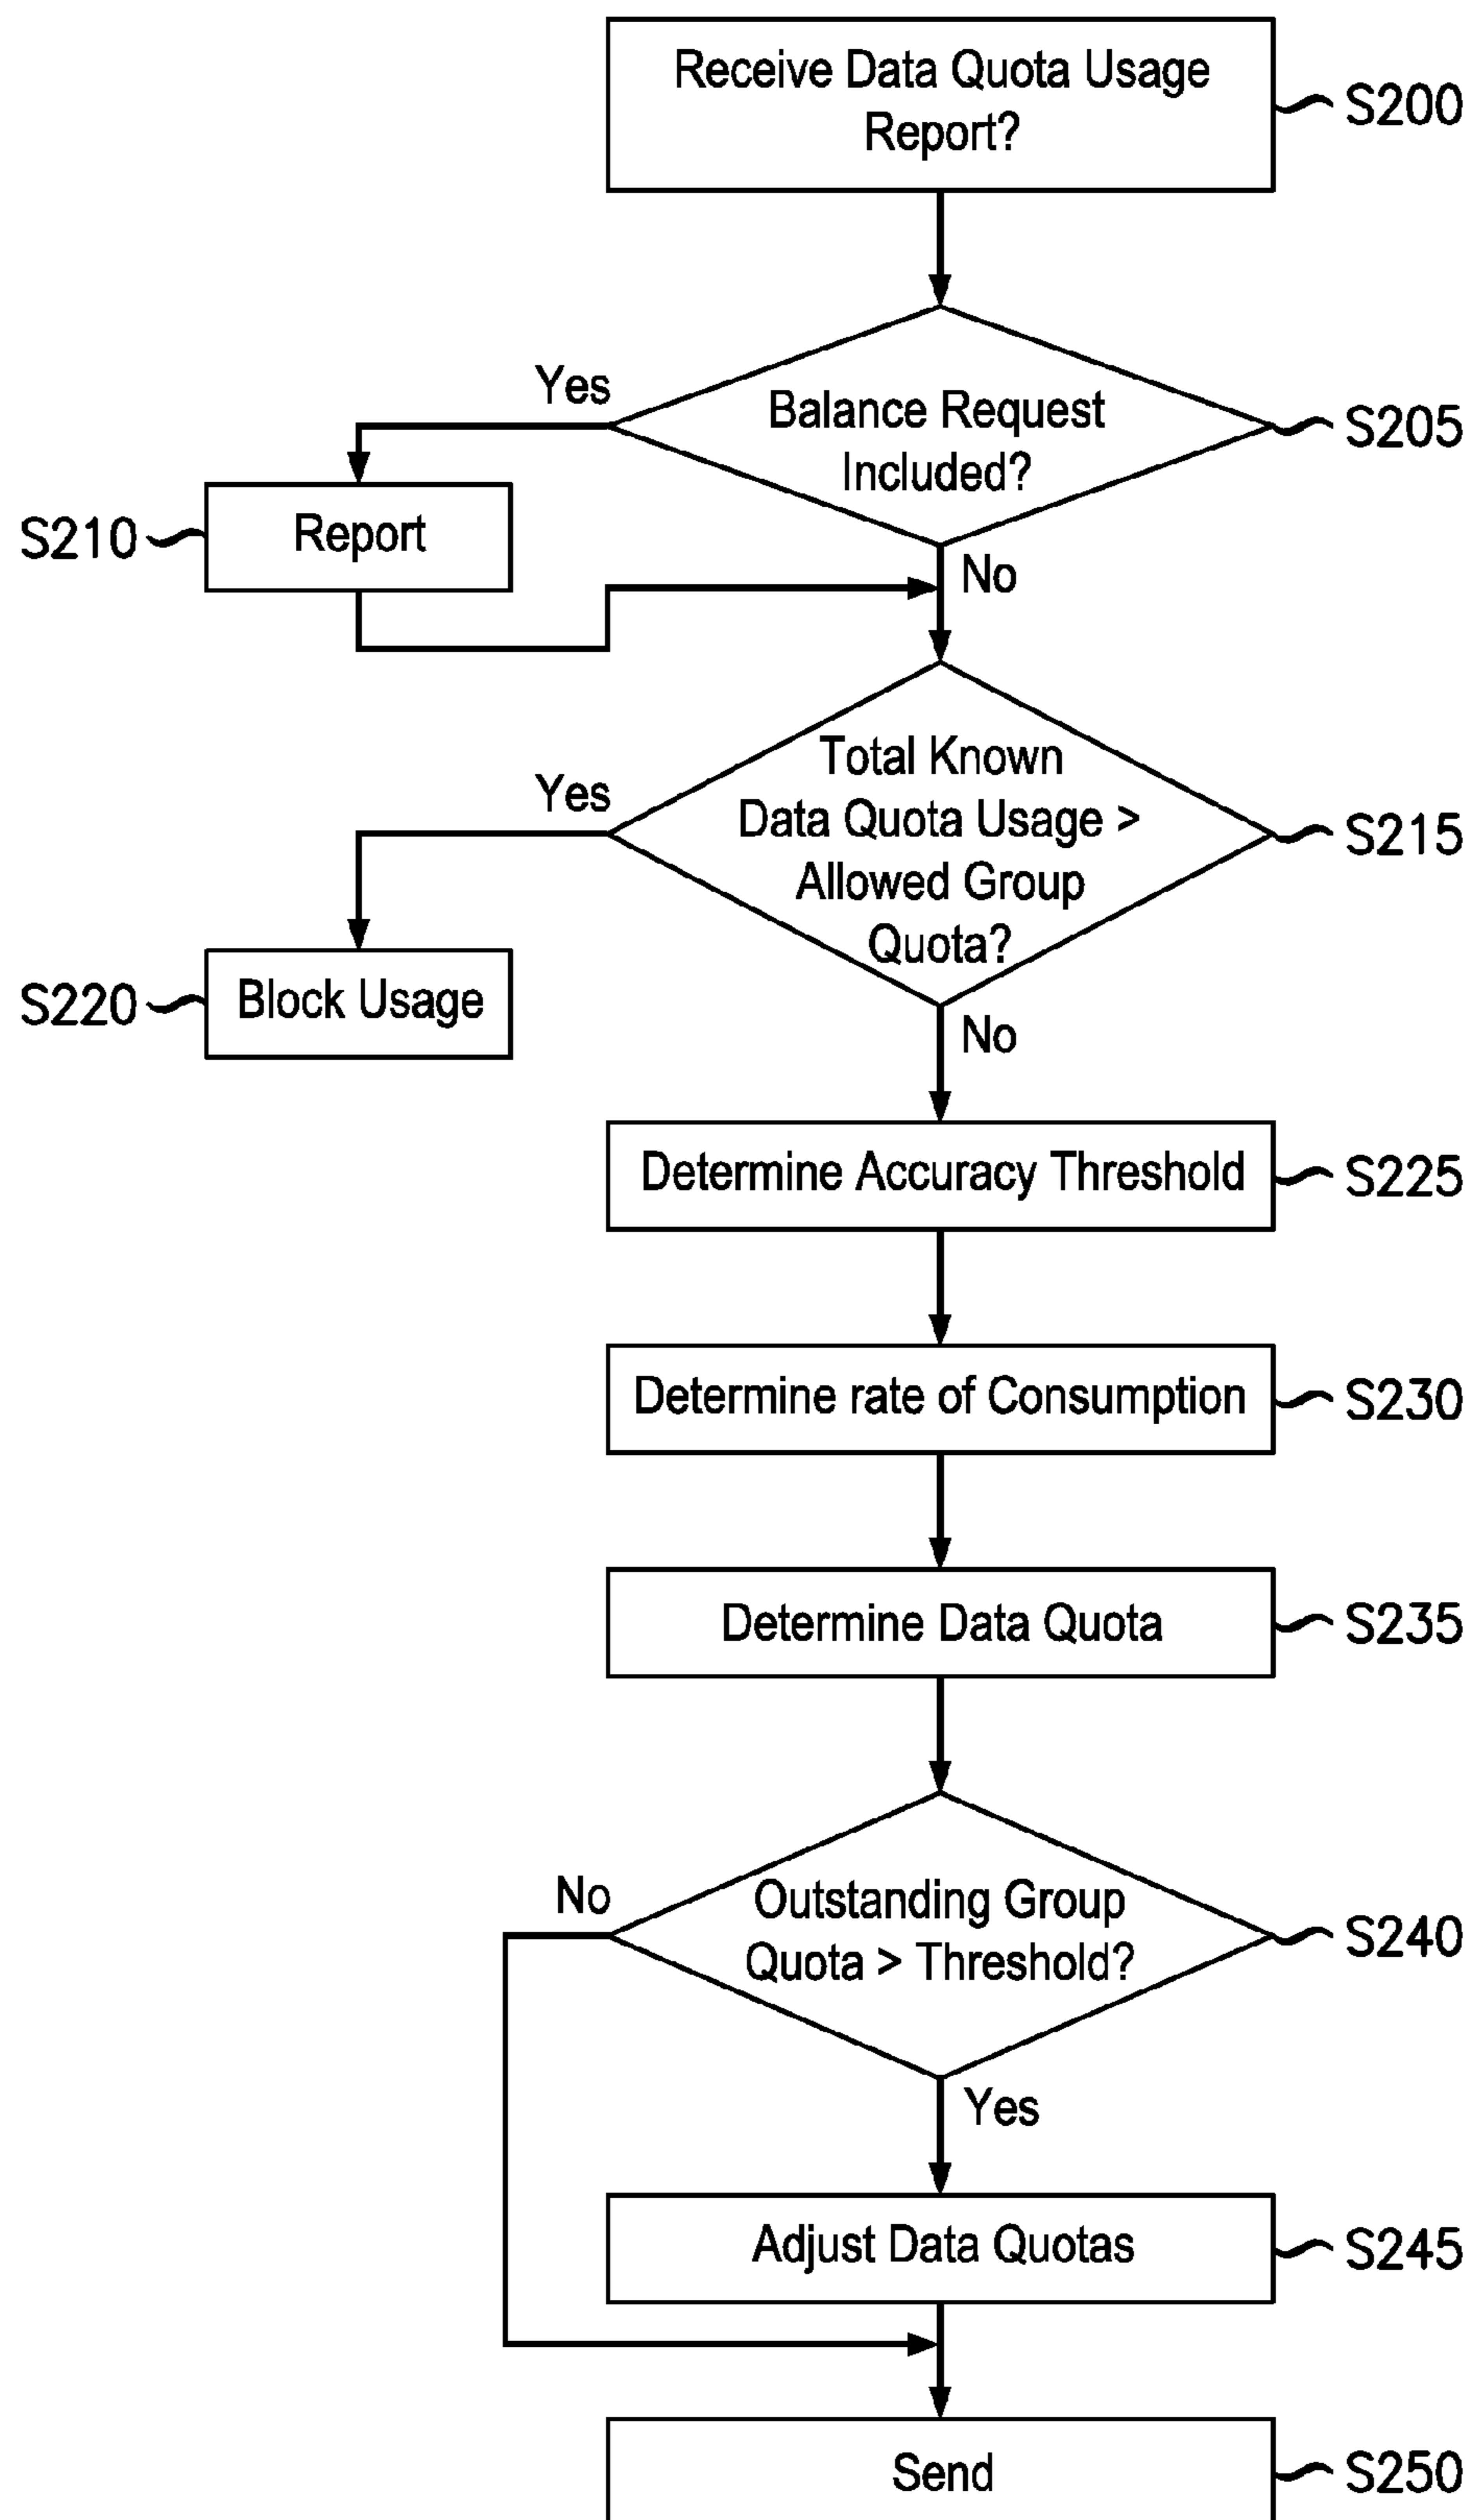 Receive Data Quota Usage
Report?
S200
Yes
Balance Request
Included?
S205
S210
Report
No
Yes
Total Known
Data Quota Usage >
Allowed Group
Quota?
S215
S220
Block Usage
No
Determine Accuracy Threshold
S225
Determine rate of Consumption
S230
Determine Data Quota
S235
No
Outstanding Group
Quota > Threshold?
S240
Yes
Adjust Data Quotas
S245
Send
S250